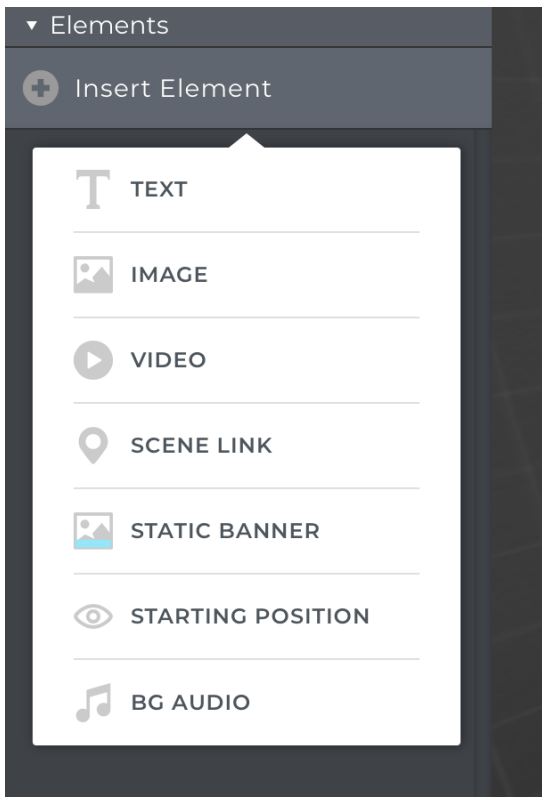 Elements
Insert Element
TEXT
IMAGE
VIDEO
SCENE LINK
STATIC BANNER
STARTING POSITION
BG AUDIO